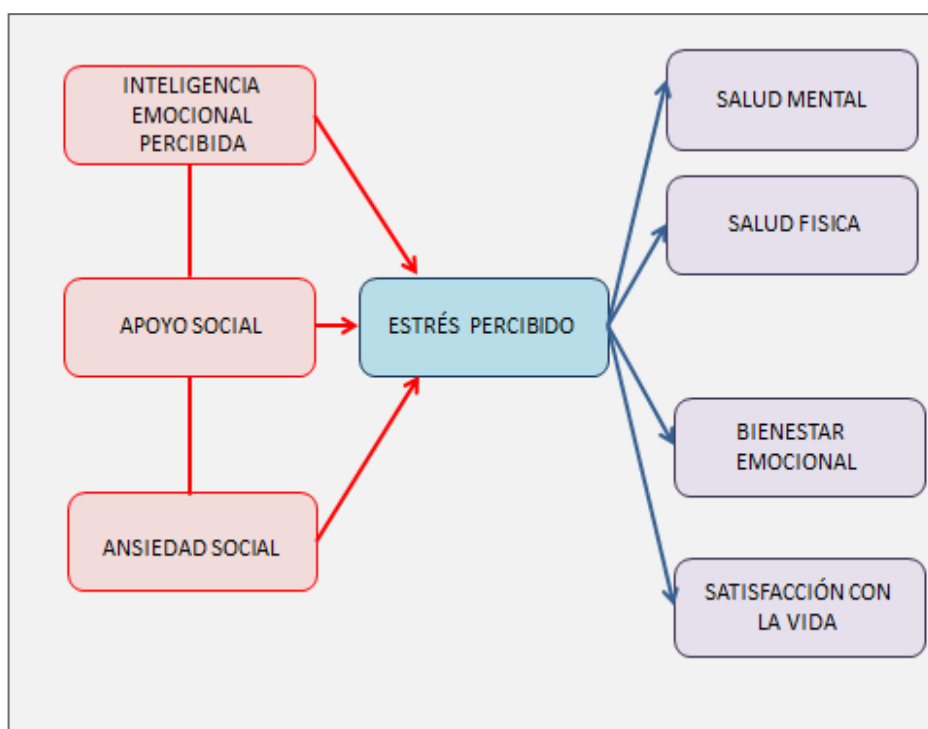 INTELIGENCIA
EMOCIONAL
PERCIBIDA
APOYO SOCIAL
ANSIEDAD SOCIAL
ESTRÉS PERCIBIDO
SALUD MENTAL
SALUD FISICA
BIENESTAR
EMOCIONAL
SATISFACCIÓN CON
LA VIDA